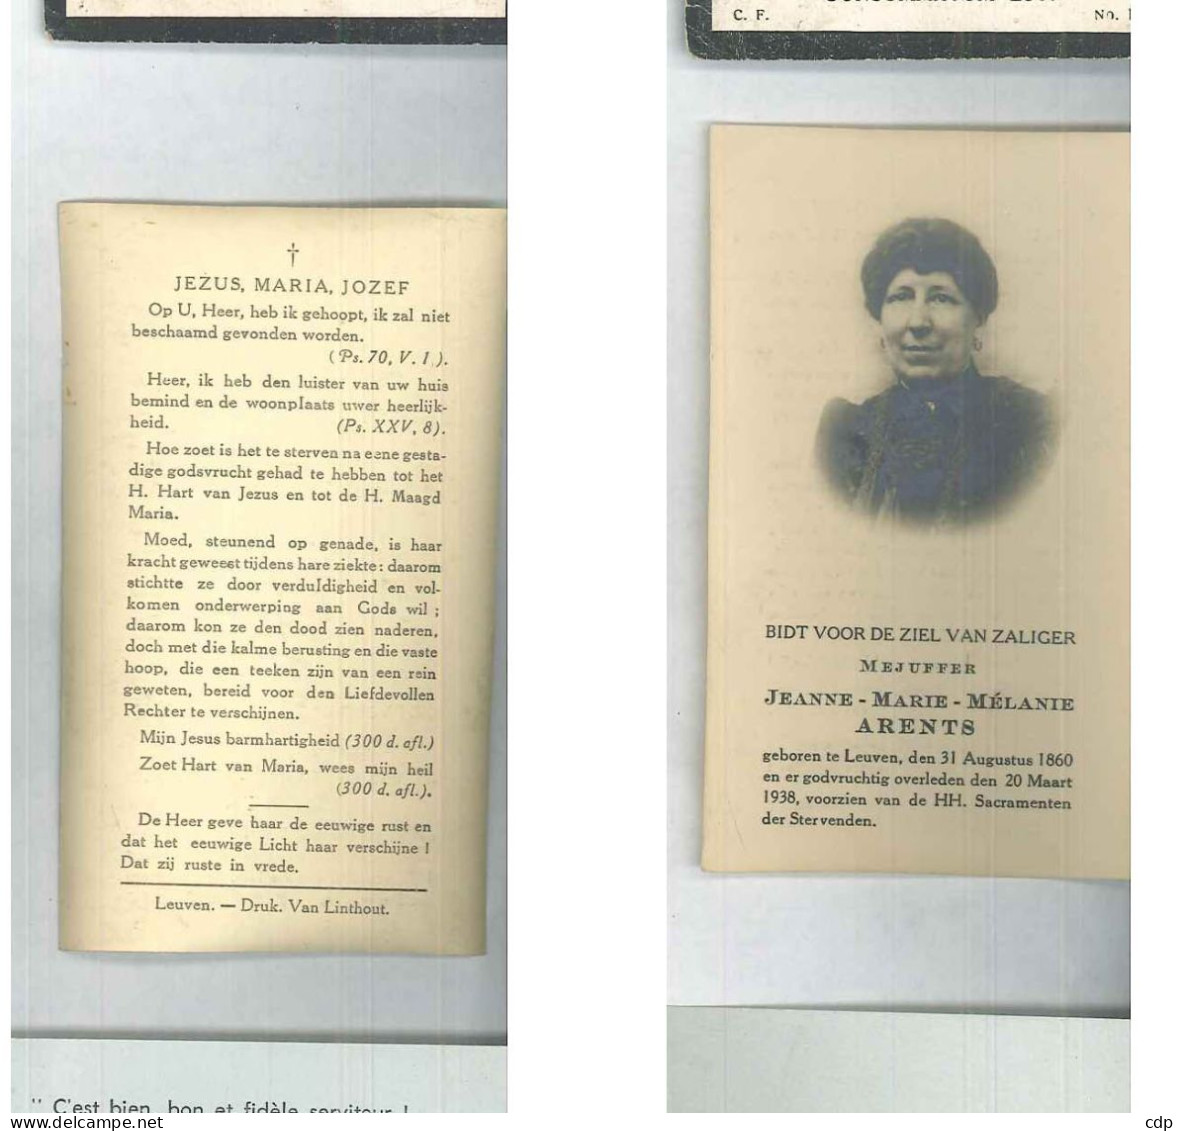 †
JEZUS, MARIA, JOZEF
Op U, Heer, heb ik gehoopt, ik zal niet
beschaamd gevonden worden.
(Ps. 70, V. 1.).
Heer, ik heb den luister van uw huis
bemind en de woonplaats uwer heerlijk-
heid. (Ps. XXV, 8).
Hoe zoet is het te sterven na eene gesta-
dige godsvrucht gehad te hebben tot het
H. Hart van Jezus en tot de H. Maagd
Maria.
Moed, steunend op genade, is haar
kracht geweest tijdens hare ziekte: daarom
stichtte ze door verduldigheid en vol-
komen onderwerping aan Gods wil;
daarom kon ze den dood zien naderen,
doch met die kalme berusting en die vaste
hoop, die een teeken zijn van een rein
geweten, bereid voor den Liefdevollen
Rechter te verschijnen.
Mijn Jesus barmhartigheid (300 d. afl.)
Zoet Hart van Maria, wees mijn heil
(300 d. afl.).
De Heer geve haar de eeuwige rust en
dat het eeuwige Licht haar verschijne !
Dat zij ruste in vrede.
Leuven. — Druk. Van Linthout.
" C'est bien, bon et fidèle serviteur !
C. F. No.
BIDT VOOR DE ZIEL VAN ZALIGER
MEJUFFER
JEANNE - MARIE - MÉLANIE
ARENTS
geboren te Leuven, den 31 Augustus 1860
en er godvruchtig overleden den 20 Maart
1938, voorzien van de HH. Sacramenten
der Stervenden.
delcampe.net
cdp